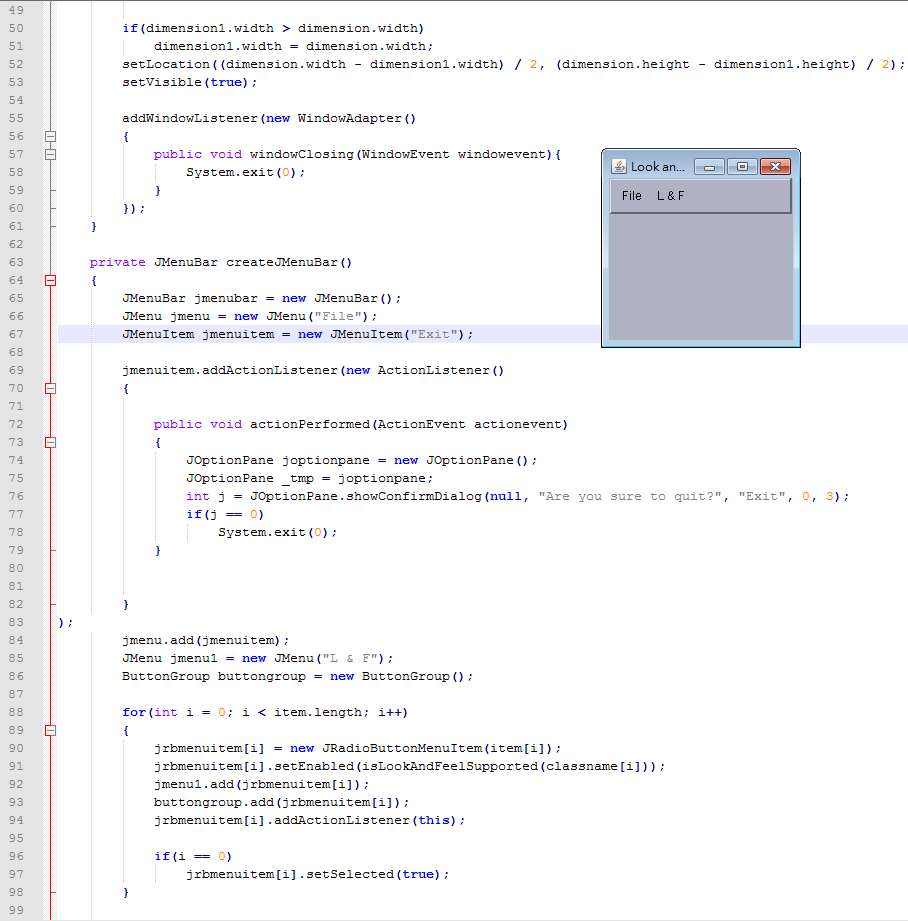 49
50 if(dimension1.width > dimension.width)
51 dimension1.width = dimension.width;
52 setLocation((dimension.width - dimension1.width) / 2, (dimension.height - dimension1.height) / 2);
53 setVisible(true);
54
55 addWindowListener(new WindowAdapter()
56 {
57 public void windowClosing(WindowEvent windowevent){
58 System.exit(0);
59 }
60 });
61 }
62
63 private JMenuBar createJMenuBar()
64 {
65 JMenuBar jmenubar = new JMenuBar();
66 JMenu jmenu = new JMenu("File");
67 JMenuItem jmenuitem = new JMenuItem("Exit");
68
69 jmenuitem.addActionListener(new ActionListener()
70 {
71
72 public void actionPerformed(ActionEvent actionevent)
73 {
74 JOptionPane joptionpane = new JOptionPane();
75 JOptionPane _tmp = joptionpane;
76 int j = JOptionPane.showConfirmDialog(null, "Are you sure to quit?", "Exit", 0, 3);
77 if(j == 0)
78 System.exit(0);
79 }
80
81
82 }
83 );
84 jmenu.add(jmenuitem);
85 JMenu jmenu1 = new JMenu("L & F");
86 ButtonGroup buttongroup = new ButtonGroup();
87
88 for(int i = 0; i < item.length; i++)
89 {
90 jrbmenuitem[i] = new JRadioButtonMenuItem(item[i]);
91 jrbmenuitem[i].setEnabled(isLookAndFeelSupported(classname[i]));
92 jmenu1.add(jrbmenuitem[i]);
93 buttongroup.add(jrbmenuitem[i]);
94 jrbmenuitem[i].addActionListener(this);
95
96 if(i == 0)
97 jrbmenuitem[i].setSelected(true);
98 }
99
Look an...
File L & F